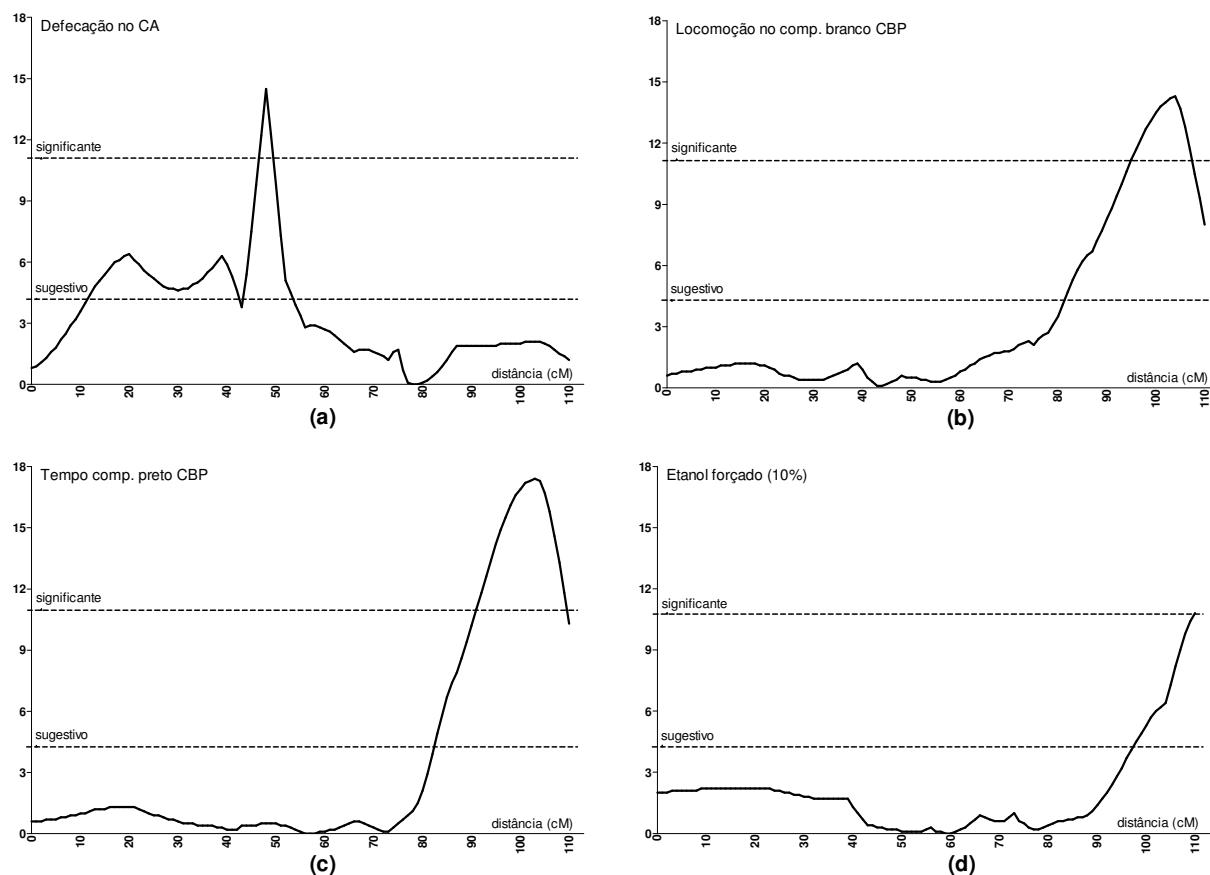 Defecação no CA
18
15
12
9
6
3
0
significante
sugestivo
distância (cM)
0 10 20 30 40 50 60 70 80 90 100 110
(a)
Locomoção no comp. branco CBP
18
15
12
9
6
3
0
significante
sugestivo
distância (cM)
0 10 20 30 40 50 60 70 80 90 100 110
(b)
Tempo comp. preto CBP
18
15
12
9
6
3
0
significante
sugestivo
distância (cM)
0 10 20 30 40 50 60 70 80 90 100 110
(c)
Etanol forçado (10%)
18
15
12
9
6
3
0
significante
sugestivo
distância (cM)
0 10 20 30 40 50 60 70 80 90 100 110
(d)